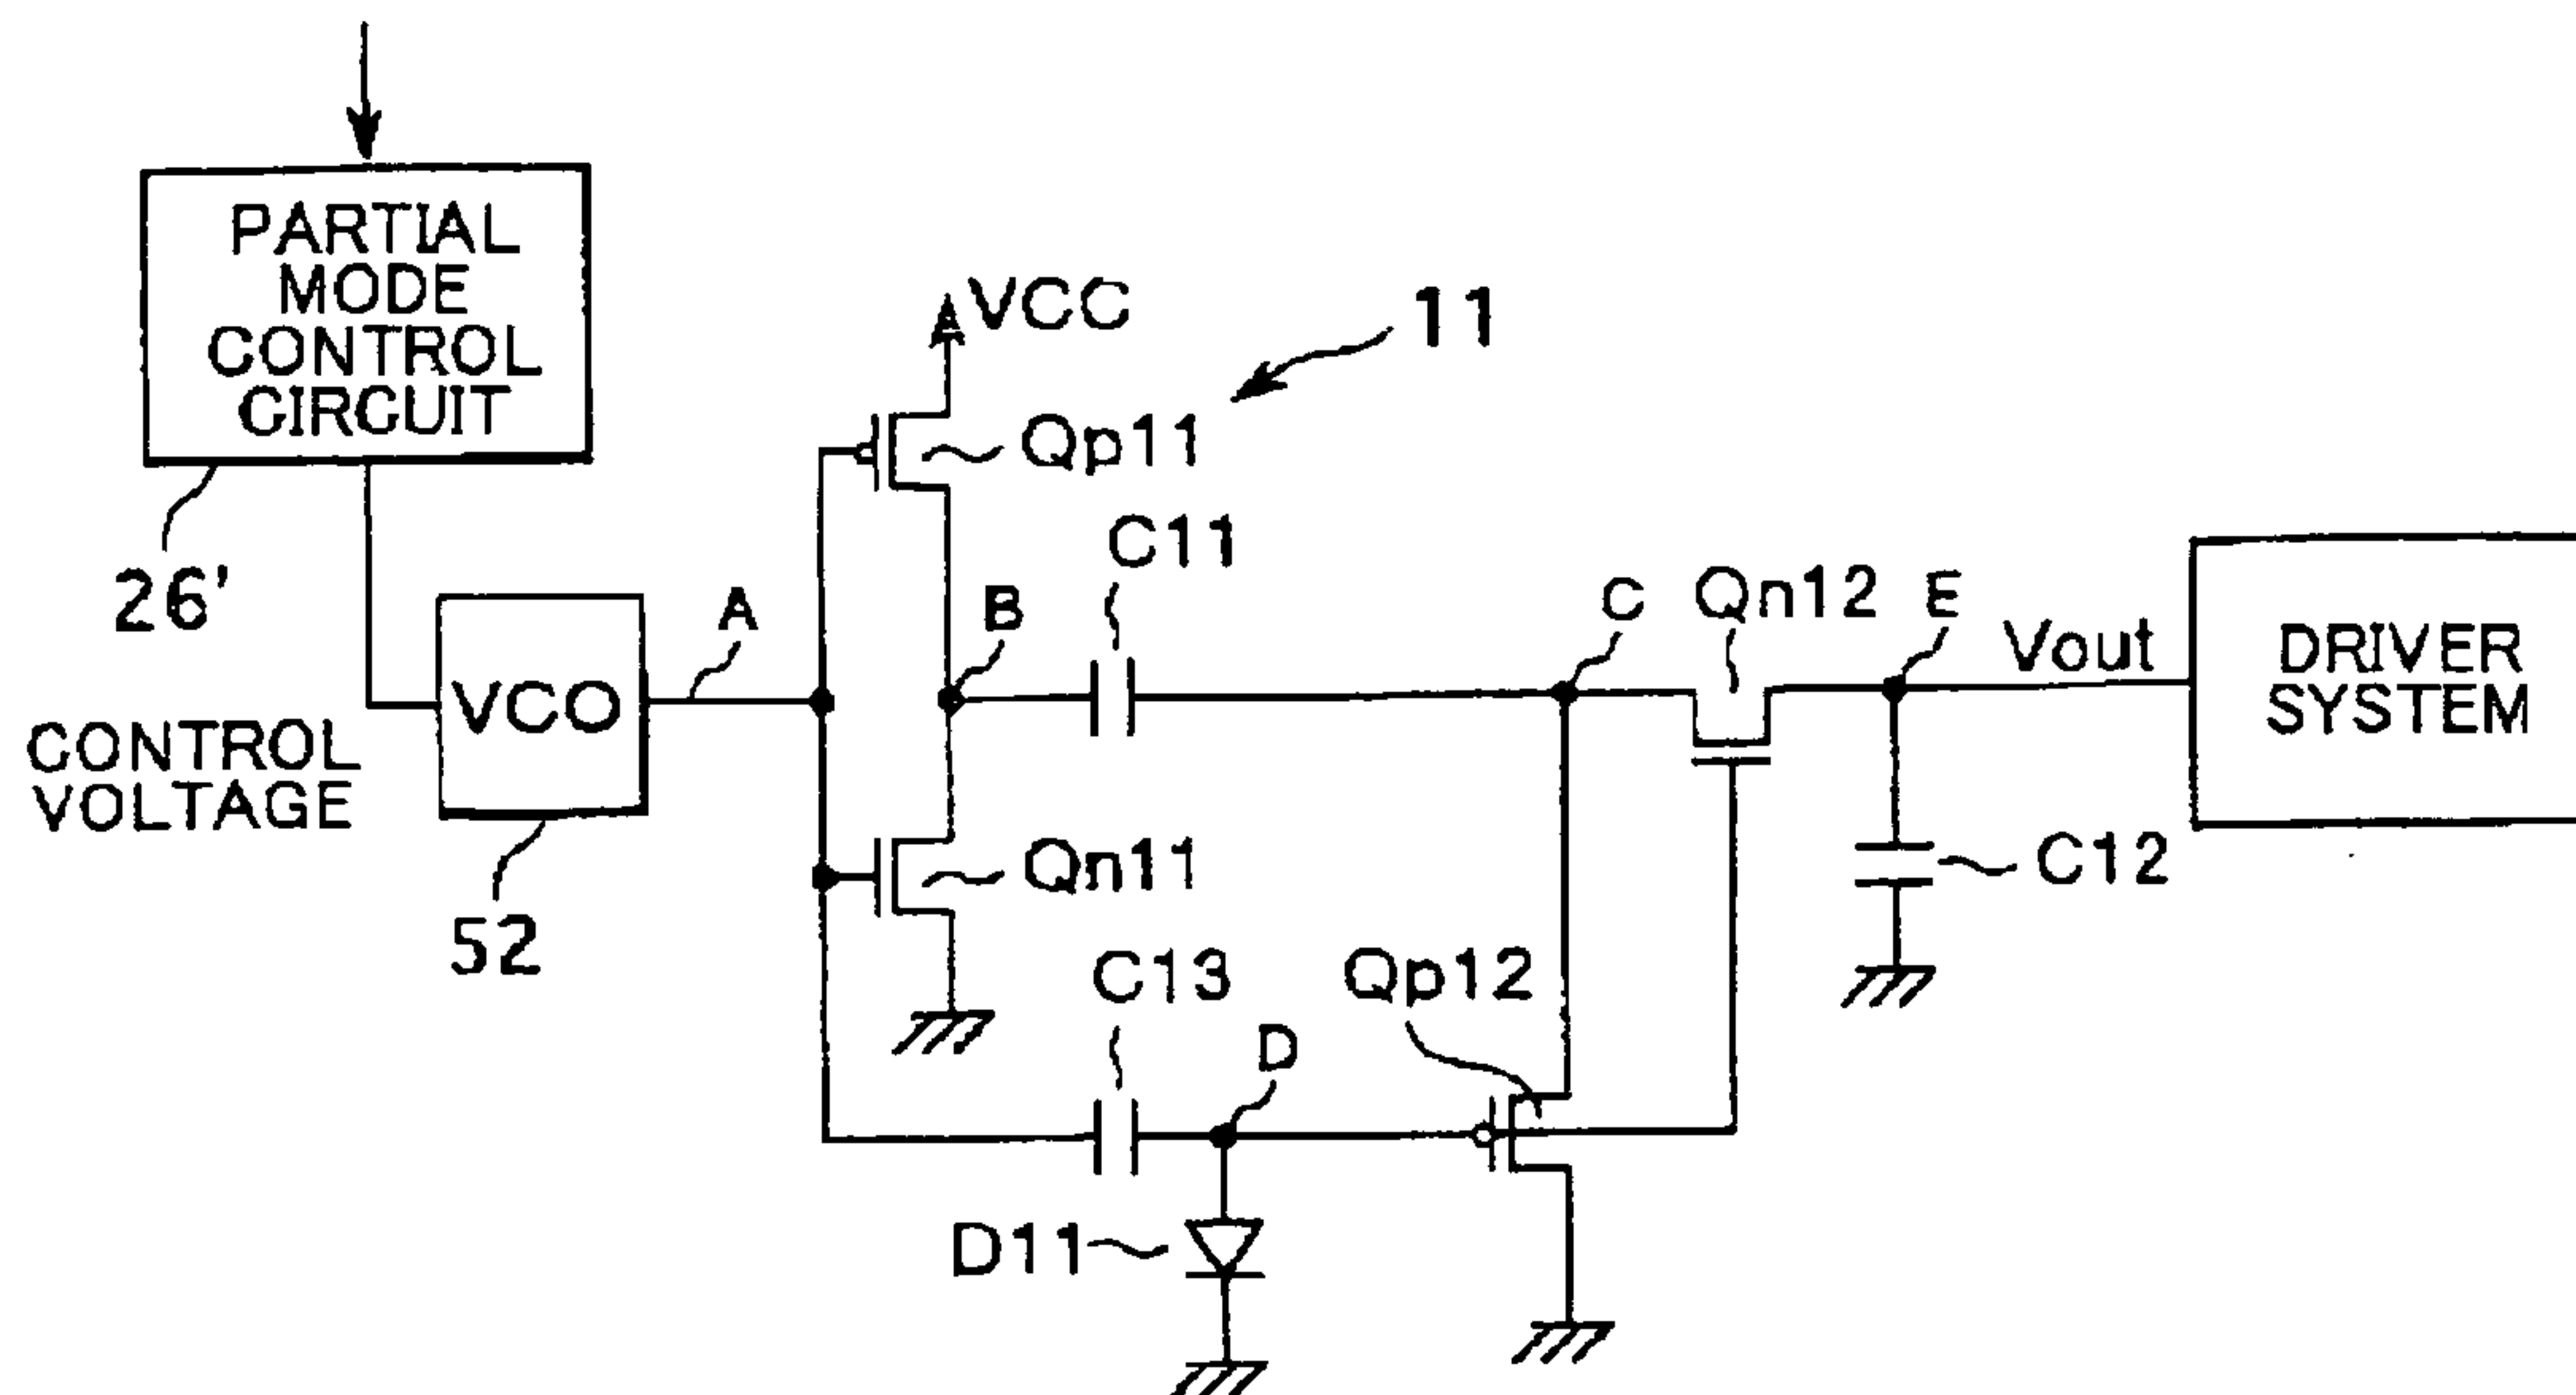 PARTIAL
MODE
CONTROL
CIRCUIT
26'
VCC
11
Qp11
C11
A
B
C
Qn12
E
Vout
DRIVER
SYSTEM
VCO
CONTROL
VOLTAGE
52
Qn11
C12
C13
Qp12
D
D11